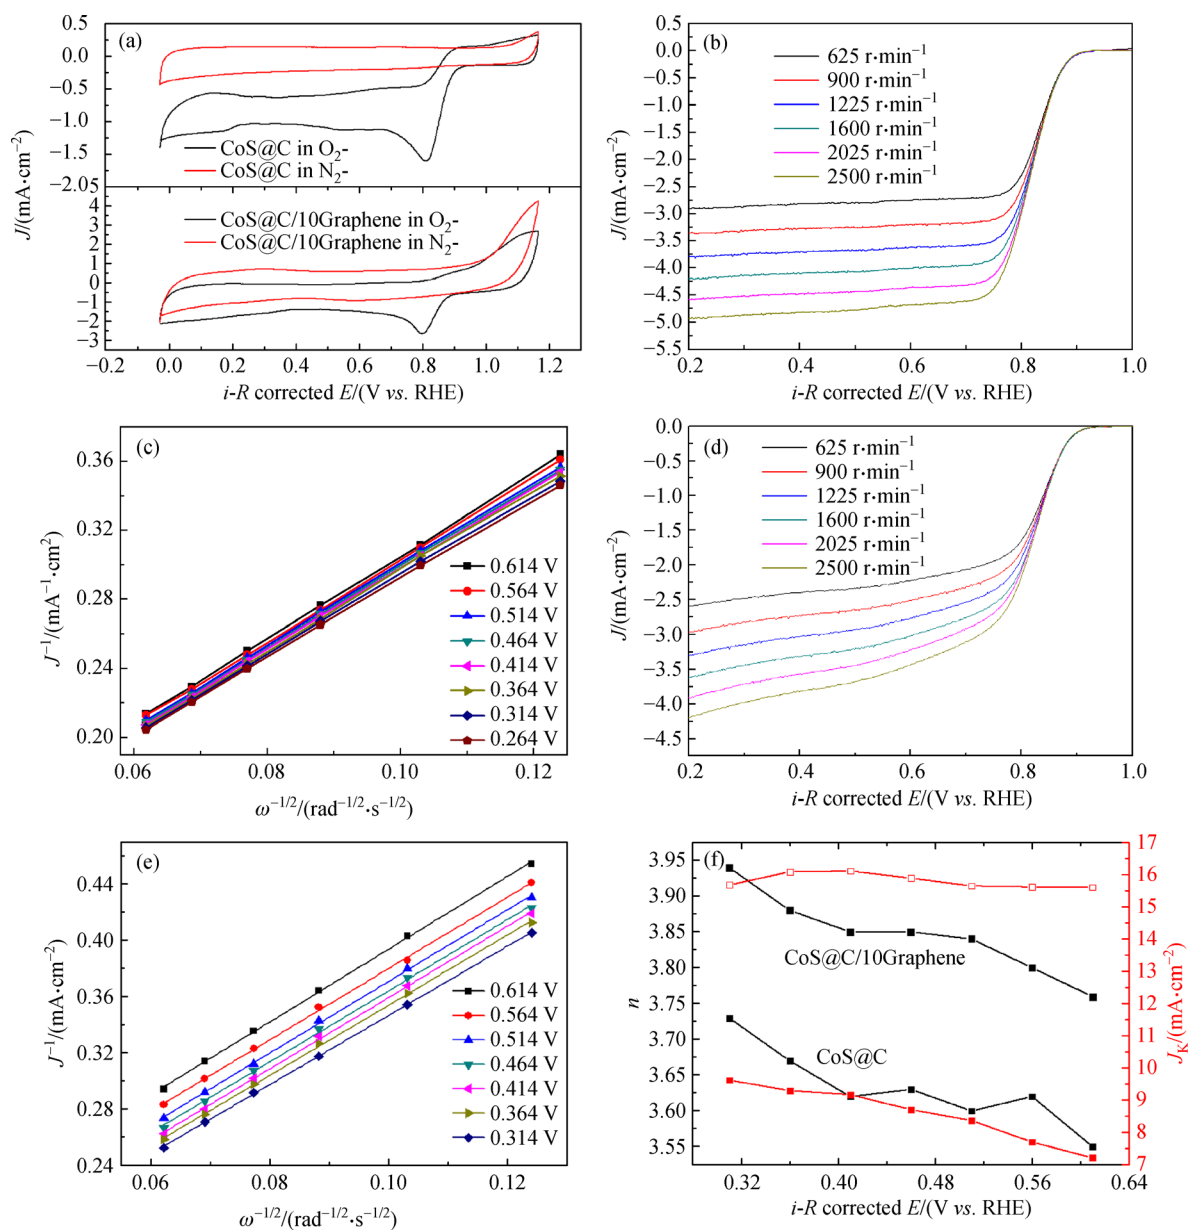 (a)
0.5
0.0
−0.5
−1.0
−1.5
−2.05
4
3
2
1
0
−1
−2
−3
J/(mA·cm−2)
CoS@C in O2-
CoS@C in N2-
CoS@C/10Graphene in O2-
CoS@C/10Graphene in N2-
−0.2 0.0 0.2 0.4 0.6 0.8 1.0 1.2
i-R corrected E/(V vs. RHE)
(b)
0.5
0.0
−0.5
−1.0
−1.5
−2.0
−2.5
−3.0
−3.5
−4.0
−4.5
−5.0
−5.5
J/(mA·cm−2)
625 r·min−1
900 r·min−1
1225 r·min−1
1600 r·min−1
2025 r·min−1
2500 r·min−1
0.2 0.4 0.6 0.8 1.0
i-R corrected E/(V vs. RHE)
(c)
0.36
0.32
0.28
0.24
0.20
J−1/(mA−1·cm2)
0.614 V
0.564 V
0.514 V
0.464 V
0.414 V
0.364 V
0.314 V
0.264 V
0.06 0.08 0.10 0.12
ω−1/2/(rad−1/2·s−1/2)
(d)
0.0
−0.5
−1.0
−1.5
−2.0
−2.5
−3.0
−3.5
−4.0
−4.5
J/(mA·cm−2)
625 r·min−1
900 r·min−1
1225 r·min−1
1600 r·min−1
2025 r·min−1
2500 r·min−1
0.2 0.4 0.6 0.8 1.0
i-R corrected E/(V vs. RHE)
(e)
0.44
0.40
0.36
0.32
0.28
0.24
J−1/(mA·cm−2)
0.614 V
0.564 V
0.514 V
0.464 V
0.414 V
0.364 V
0.314 V
0.06 0.08 0.10 0.12
ω−1/2/(rad−1/2·s−1/2)
(f)
3.95
3.90
3.85
3.80
3.75
3.70
3.65
3.60
3.55
n
CoS@C/10Graphene
CoS@C
17
16
15
14
13
12
11
10
9
8
7
JK/(mA·cm−2)
0.32 0.40 0.48 0.56 0.64
i-R corrected E/(V vs. RHE)